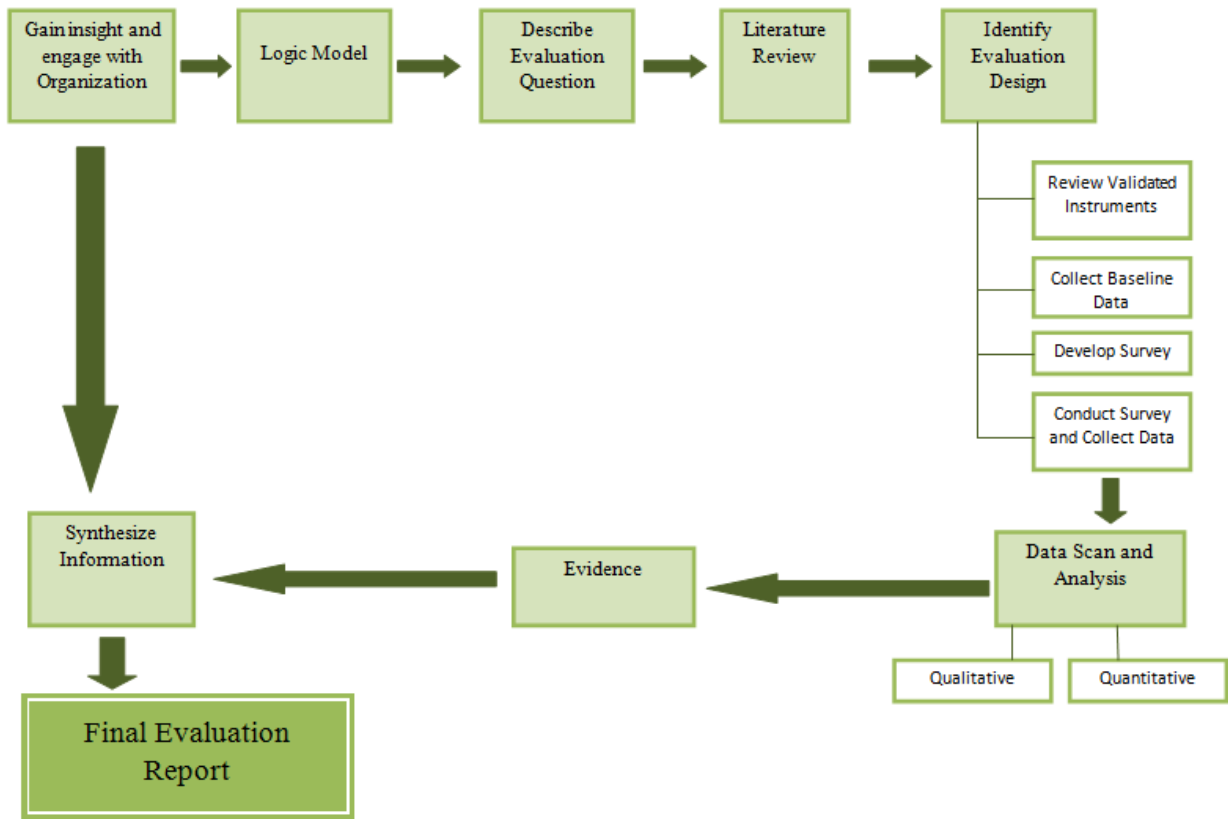 Gain insight and
engage with
Organization
Logic Model
Describe
Evaluation
Question
Literature
Review
Identify
Evaluation
Design
Review Validated
Instruments
Collect Baseline
Data
Develop Survey
Conduct Survey
and Collect Data
Data Scan and
Analysis
Qualitative
Quantitative
Evidence
Synthesize
Information
Final Evaluation
Report